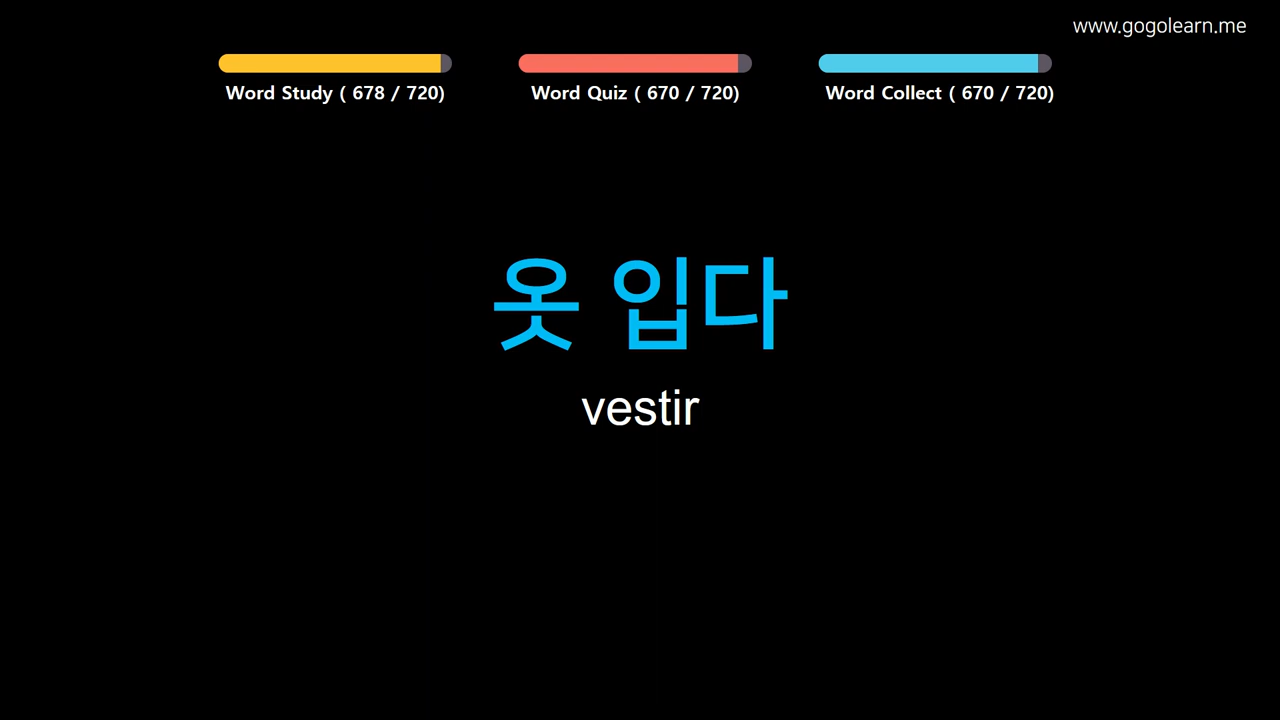 www.gogolearn.me
Word Study ( 678 / 720)
Word Quiz ( 670 / 720)
Word Collect ( 670 / 720)
옷 입다
vestir